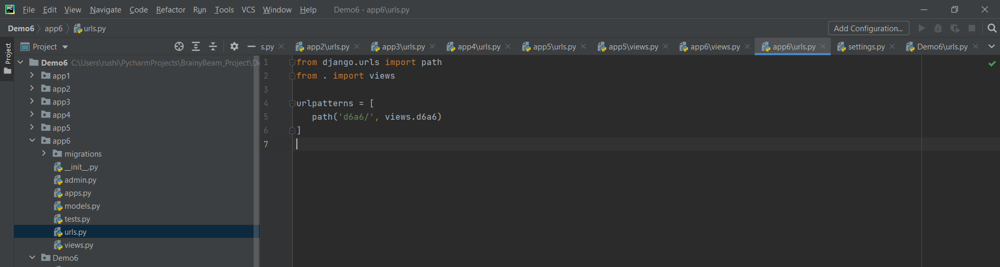 PC File Edit View Navigate Code Refactor Run Tools VCS Window Help Demo6 - app6\urls.py
Demo6 app6 urls.py Add Configuration...
Project
Project s.py app2\urls.py app3\urls.py app4\urls.py app5\urls.py app5\views.py app6\views.py app6\urls.py settings.py Demo6\urls.py
Demo6 C:\Users\rushi\PycharmProjects\BrainyBeam_Project\De
app1
app2
app3
app4
app5
app6
migrations
__init__.py
admin.py
apps.py
models.py
tests.py
urls.py
views.py
Demo6
1 from django.urls import path
2 from . import views
3
4 urlpatterns = [
5 path('d6a6/', views.d6a6)
6 ]
7